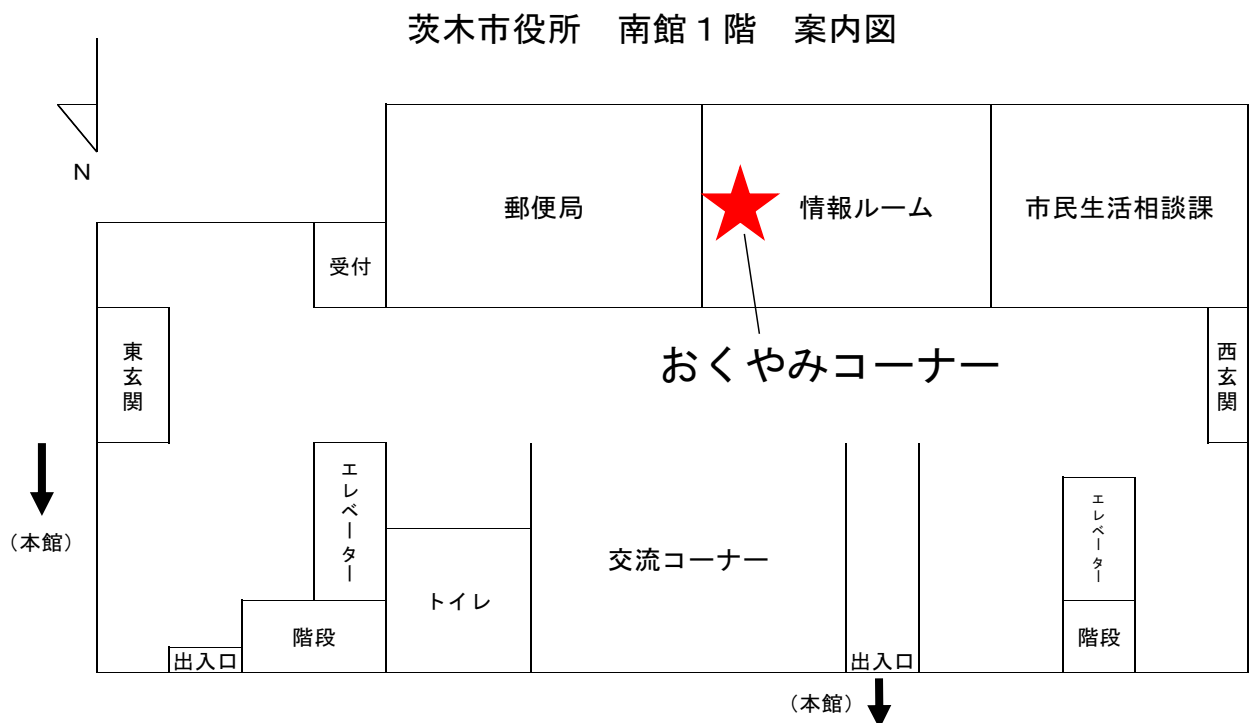 茨木市役所　南館１階　案内図
N
郵便局
情報ルーム
市民生活相談課
受付
おくやみコーナー
東玄関
西玄関
エレベーター
エレベーター
（本館）
交流コーナー
トイレ
階段
階段
出入口
出入口
（本館）